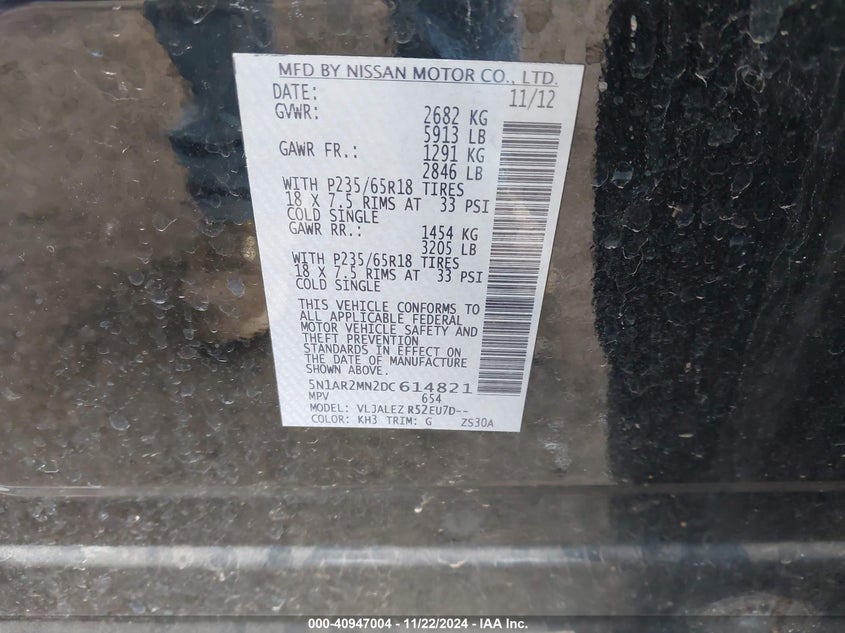 MFD BY NISSAN MOTOR CO., LTD.
DATE: 11/12
GVWR: 2682 KG
5913 LB
GAWR FR.: 1291 KG
2846 LB
WITH P235/65R18 TIRES
18 X 7.5 RIMS AT 33 PSI
COLD SINGLE
GAWR RR.: 1454 KG
3205 LB
WITH P235/65R18 TIRES
18 X 7.5 RIMS AT 33 PSI
COLD SINGLE
THIS VEHICLE CONFORMS TO
ALL APPLICABLE FEDERAL
MOTOR VEHICLE SAFETY AND
THEFT PREVENTION
STANDARDS IN EFFECT ON
THE DATE OF MANUFACTURE
SHOWN ABOVE.
5N1AR2MN2DC614821
MPV 654
MODEL: VLJALEZ R52EU7D--
COLOR: KH3 TRIM: G ZS30A
000-40947004 - 11/22/2024 - IAA Inc.